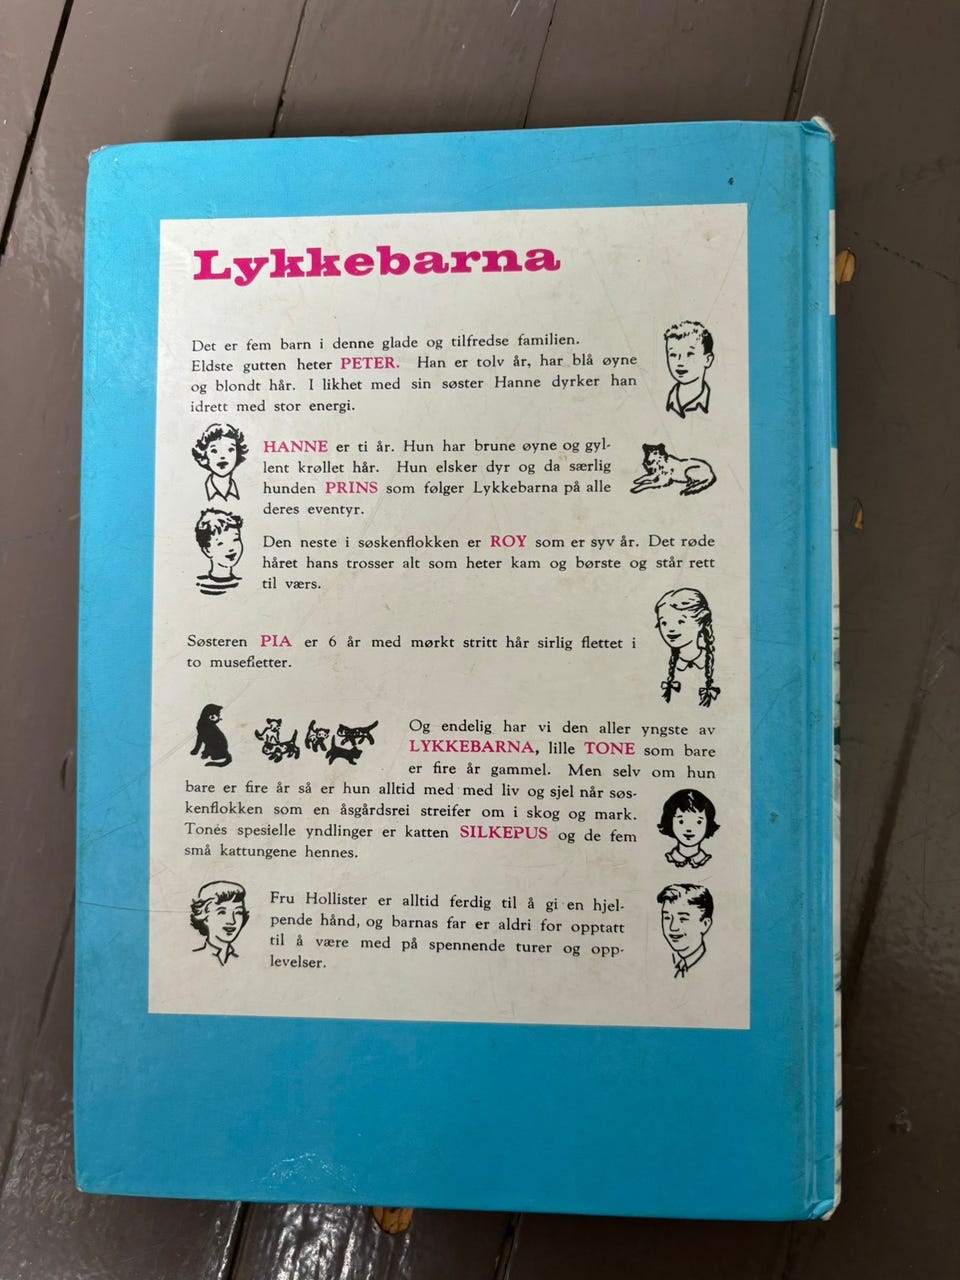 Lykkebarna
Det er fem barn i denne glade og tilfredse familien.
Eldste gutten heter PETER. Han er tolv år, har blå øyne
og blondt hår. I likhet med sin søster Hanne dyrker han
idrett med stor energi.
HANNE er ti år. Hun har brune øyne og gyl-
lent krøllet hår. Hun elsker dyr og da særlig
hunden PRINS som følger Lykkebarna på alle
deres eventyr.
Den neste i søskenflokken er ROY som er syv år. Det røde
håret hans trosser alt som heter kam og børste og står rett
til værs.
Søsteren PIA er 6 år med mørkt stritt hår sirlig flettet i
to musefletter.
Og endelig har vi den aller yngste av
LYKKEBARNA, lille TONE som bare
er fire år gammel. Men selv om hun
bare er fire år så er hun alltid med med liv og sjel når søs-
kenflokken som en åsgårdsrei streifer om i skog og mark.
Tones spesielle yndlinger er katten SILKEPUS og de fem
små kattungene hennes.
Fru Hollister er alltid ferdig til å gi en hjel-
pende hånd, og barnas far er aldri for opptatt
til å være med på spennende turer og opp-
levelser.